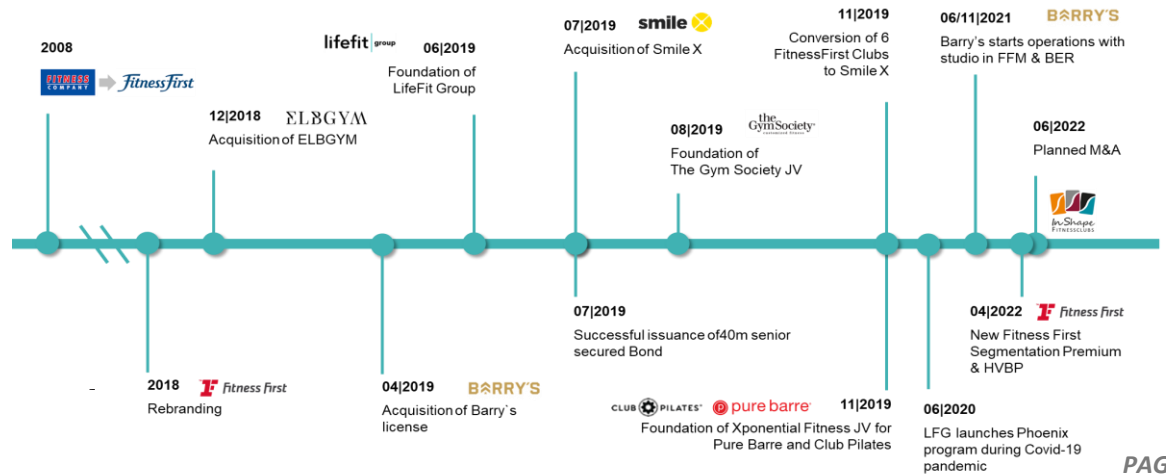 2008
FITNESS
COMPANY
Fitness First
12|2018
ELBGYM
Acquisition of ELBGYM
lifefit group
06|2019
Foundation of
LifeFit Group
07|2019
smile X
Acquisition of Smile X
08|2019
the
GymSociety
Foundation of
The Gym Society JV
11|2019
Conversion of 6
FitnessFirst Clubs
to Smile X
06/11|2021
BARRY'S
Barry's starts operations with
studio in FFM & BER
06|2022
Planned M&A
InShape
FITNESSCLUBS
2018
Fitness First
Rebranding
04|2019
BARRY'S
Acquisition of Barry`s
license
07|2019
Successful issuance of40m senior
secured Bond
CLUB PILATES
pure barre
11|2019
Foundation of Xponential Fitness JV for
Pure Barre and Club Pilates
06|2020
LFG launches Phoenix
program during Covid-19
pandemic
04|2022
Fitness First
New Fitness First
Segmentation Premium
& HVBP
PAG